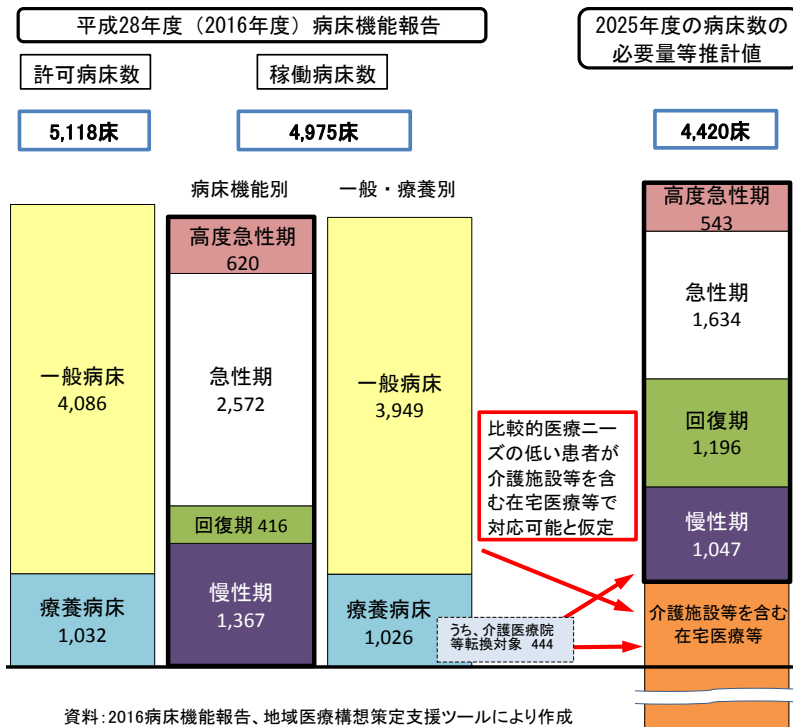 平成28年度（2016年度）病床機能報告
2025年度の病床数の
必要量等推計値
許可病床数
稼働病床数
5,118床
4,975床
4,420床
病床機能別
一般・療養別
一般病床
4,086
療養病床
1,032
高度急性期
620
急性期
2,572
回復期 416
慢性期
1,367
一般病床
3,949
療養病床
1,026
比較的医療ニー
ズの低い患者が
介護施設等を含
む在宅医療等で
対応可能と仮定
うち、介護医療院
等転換対象 444
高度急性期
543
急性期
1,634
回復期
1,196
慢性期
1,047
介護施設等を含む
在宅医療等
資料：2016病床機能報告、地域医療構想策定支援ツールにより作成